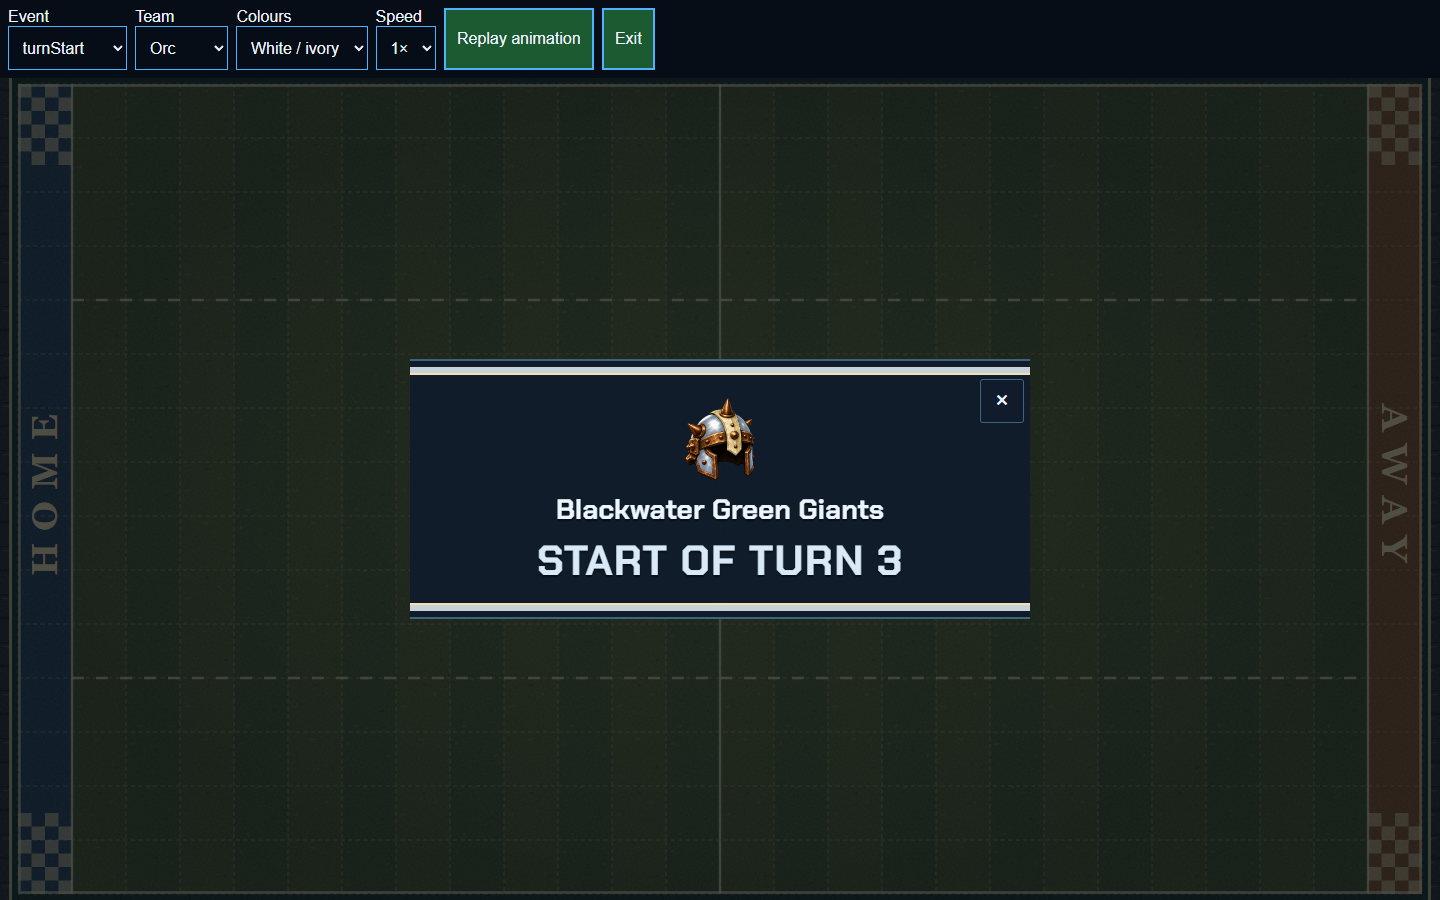 Event
Team
Colours
Speed
turnStart
Orc
White / ivory
1×
Replay animation
Exit
HOME
AWAY
×
Blackwater Green Giants
START OF TURN 3